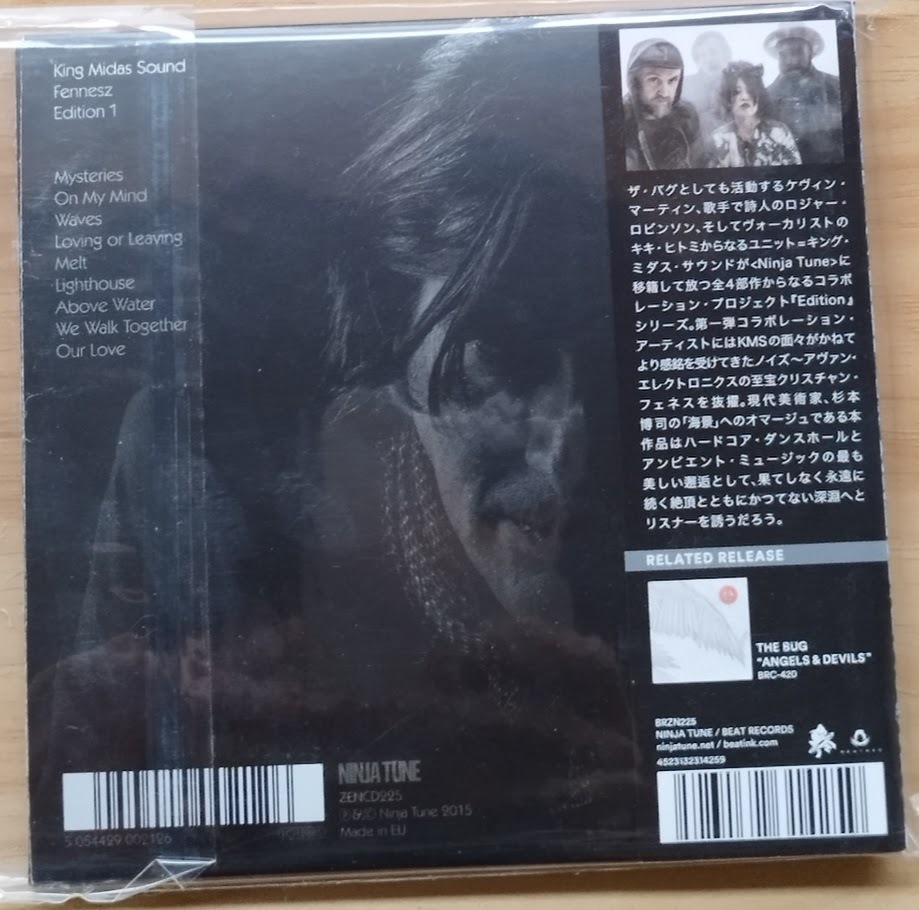 King Midas Sound
Fennesz
Edition 1
Mysteries
On My Mind
Waves
Loving or Leaving
Melt
Lighthouse
Above Water
We Walk Together
Our Love
5 054429 002126
NINJA TUNE
ZENCD225
Ⓟ&© Ninja Tune 2015
Made in EU
ザ・バグとしても活動するケヴィン・
マーティン、歌手で詩人のロジャー・
ロビンソン、そしてヴォーカリストの
キキ・ヒトミからなるユニット=キング・
ミダス・サウンドが<Ninja Tune>に
移籍して放つ全4部作からなるコラボ
レーション・プロジェクト『Edition』
シリーズ。第一弾コラボレーション・
アーティストにはKMSの面々がかねて
より感銘を受けてきたノイズ〜アヴァン・
エレクトロニクスの至宝クリスチャン・
フェネスを抜擢。現代美術家、杉本
博司の「海景」へのオマージュである本
作品はハードコア・ダンスホールと
アンビエント・ミュージックの最も
美しい邂逅として、果てしなく永遠に
続く絶頂とともにかつてない深淵へと
リスナーを誘うだろう。
RELATED RELEASE
THE BUG
"ANGELS & DEVILS"
BRC-420
BRZN225
NINJA TUNE / BEAT RECORDS
ninjatune.net / beatink.com
4523132314259